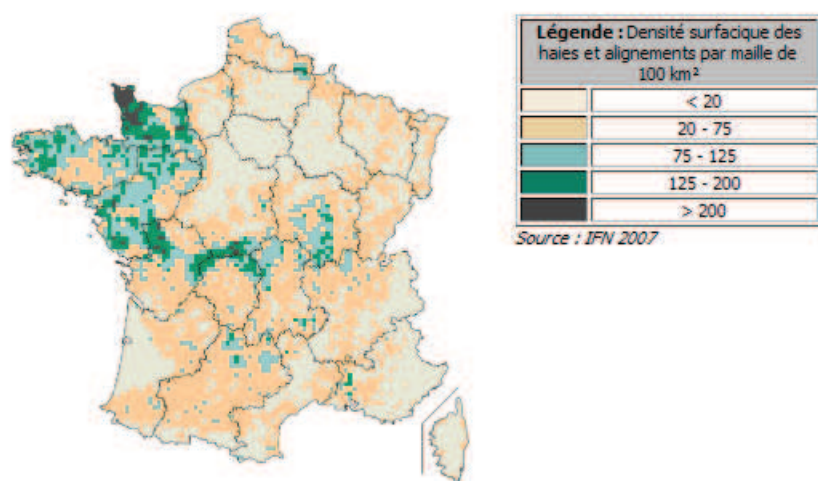 Légende : Densité surfacique des
haies et alignements par maille de
100 km²
< 20
20 - 75
75 - 125
125 - 200
> 200
Source : IFN 2007